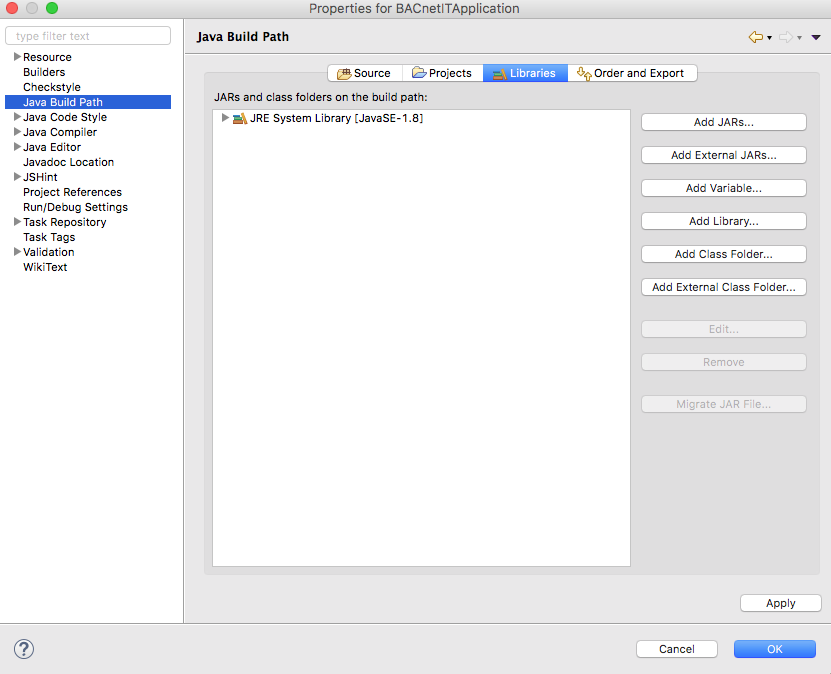 Properties for BACnetITApplication
type filter text
Resource
Builders
Checkstyle
Java Build Path
Java Code Style
Java Compiler
Java Editor
Javadoc Location
JSHint
Project References
Run/Debug Settings
Task Repository
Task Tags
Validation
WikiText
Java Build Path
Source Projects Libraries Order and Export
JARs and class folders on the build path:
JRE System Library [JavaSE-1.8]
Add JARs...
Add External JARs...
Add Variable...
Add Library...
Add Class Folder...
Add External Class Folder...
Edit...
Remove
Migrate JAR File...
Apply
?
Cancel OK